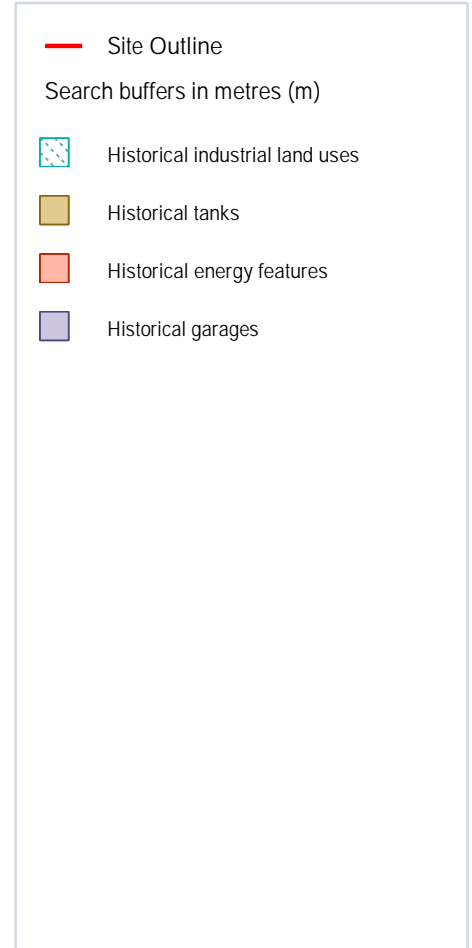 Site Outline
Search buffers in metres (m)
Historical industrial land uses
Historical tanks
Historical energy features
Historical garages